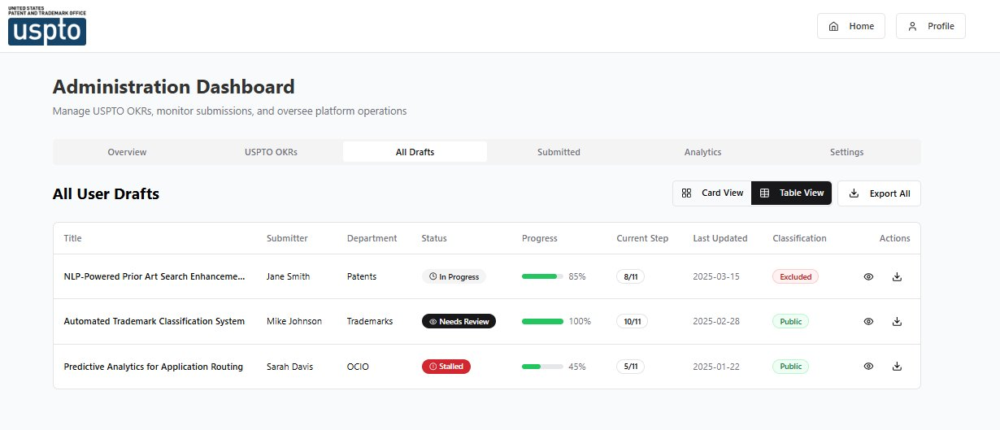 UNITED STATES
PATENT AND TRADEMARK OFFICE
uspto
Home
Profile
Administration Dashboard
Manage USPTO OKRs, monitor submissions, and oversee platform operations
Overview USPTO OKRs All Drafts Submitted Analytics Settings
All User Drafts
Card View Table View Export All
Title Submitter Department Status Progress Current Step Last Updated Classification Actions
NLP-Powered Prior Art Search Enhanceme... Jane Smith Patents In Progress 85% 8/11 2025-03-15 Excluded
Automated Trademark Classification System Mike Johnson Trademarks Needs Review 100% 10/11 2025-02-28 Public
Predictive Analytics for Application Routing Sarah Davis OCIO Stalled 45% 5/11 2025-01-22 Public